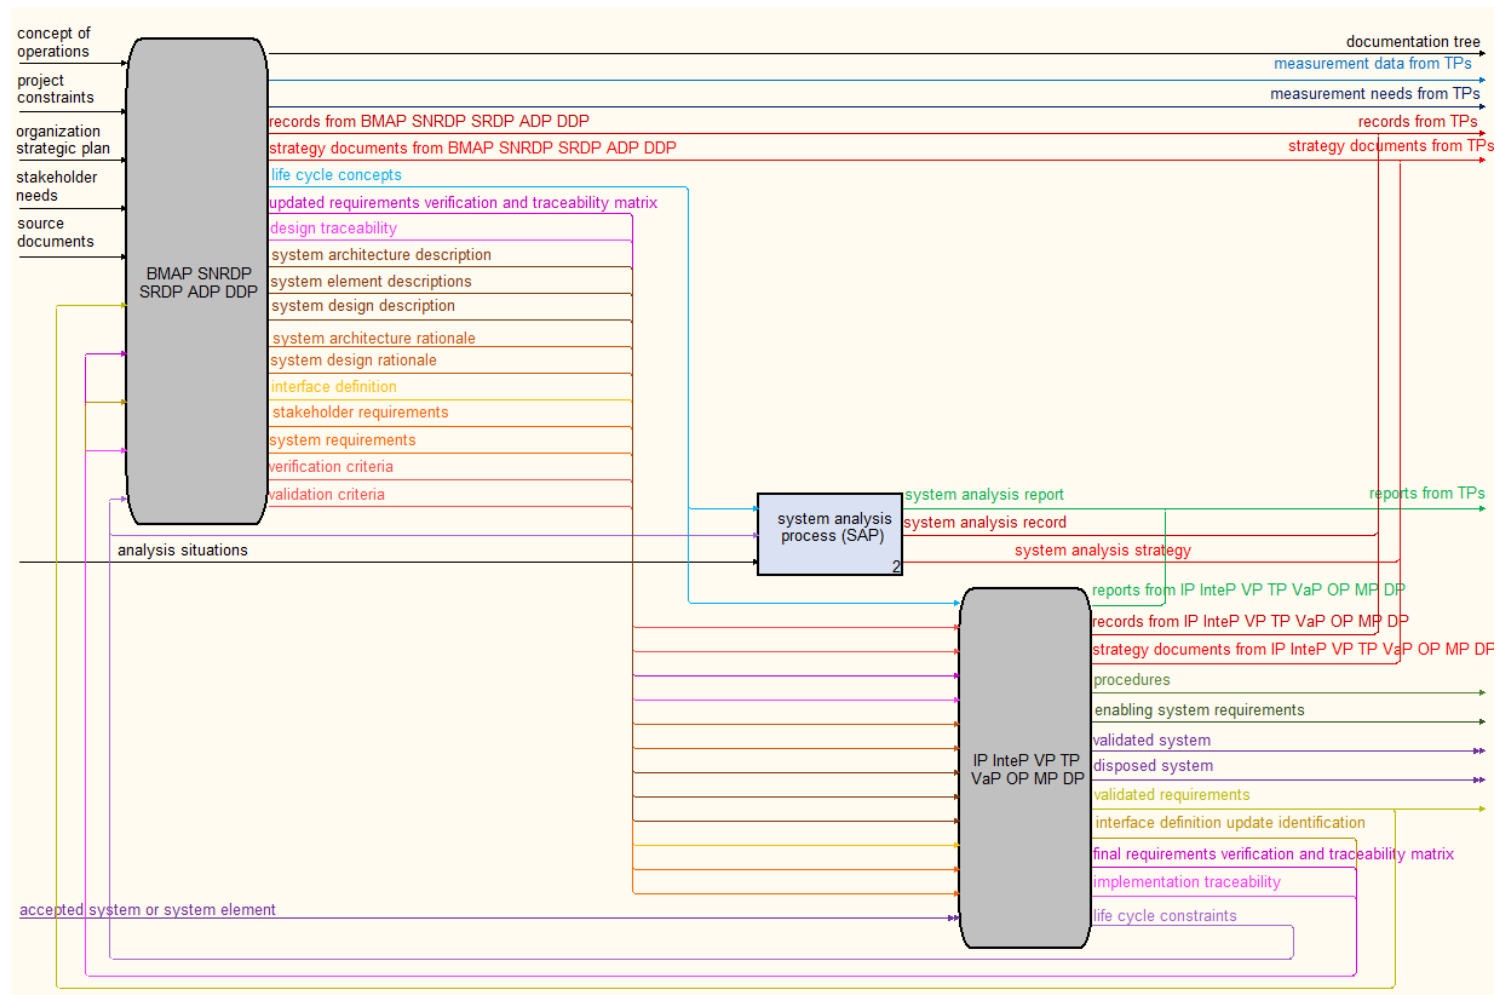 concept of
operations
project
constraints
organization
strategic plan
stakeholder
needs
source
documents
BMAP SNRDP
SRDP ADP DDP
documentation tree
measurement data from TPs
measurement needs from TPs
records from BMAP SNRDP SRDP ADP DDP
records from TPs
strategy documents from BMAP SNRDP SRDP ADP DDP
strategy documents from TPs
life cycle concepts
updated requirements verification and traceability matrix
design traceability
system architecture description
system element descriptions
system design description
system architecture rationale
system design rationale
interface definition
stakeholder requirements
system requirements
verification criteria
validation criteria
analysis situations
system analysis
process (SAP)
2
system analysis report
reports from TPs
system analysis record
system analysis strategy
reports from IP InteP VP TP VaP OP MP DP
records from IP InteP VP TP VaP OP MP DP
strategy documents from IP InteP VP TP VaP OP MP DP
procedures
enabling system requirements
validated system
disposed system
IP InteP VP TP
VaP OP MP DP
validated requirements
interface definition update identification
final requirements verification and traceability matrix
implementation traceability
life cycle constraints
accepted system or system element